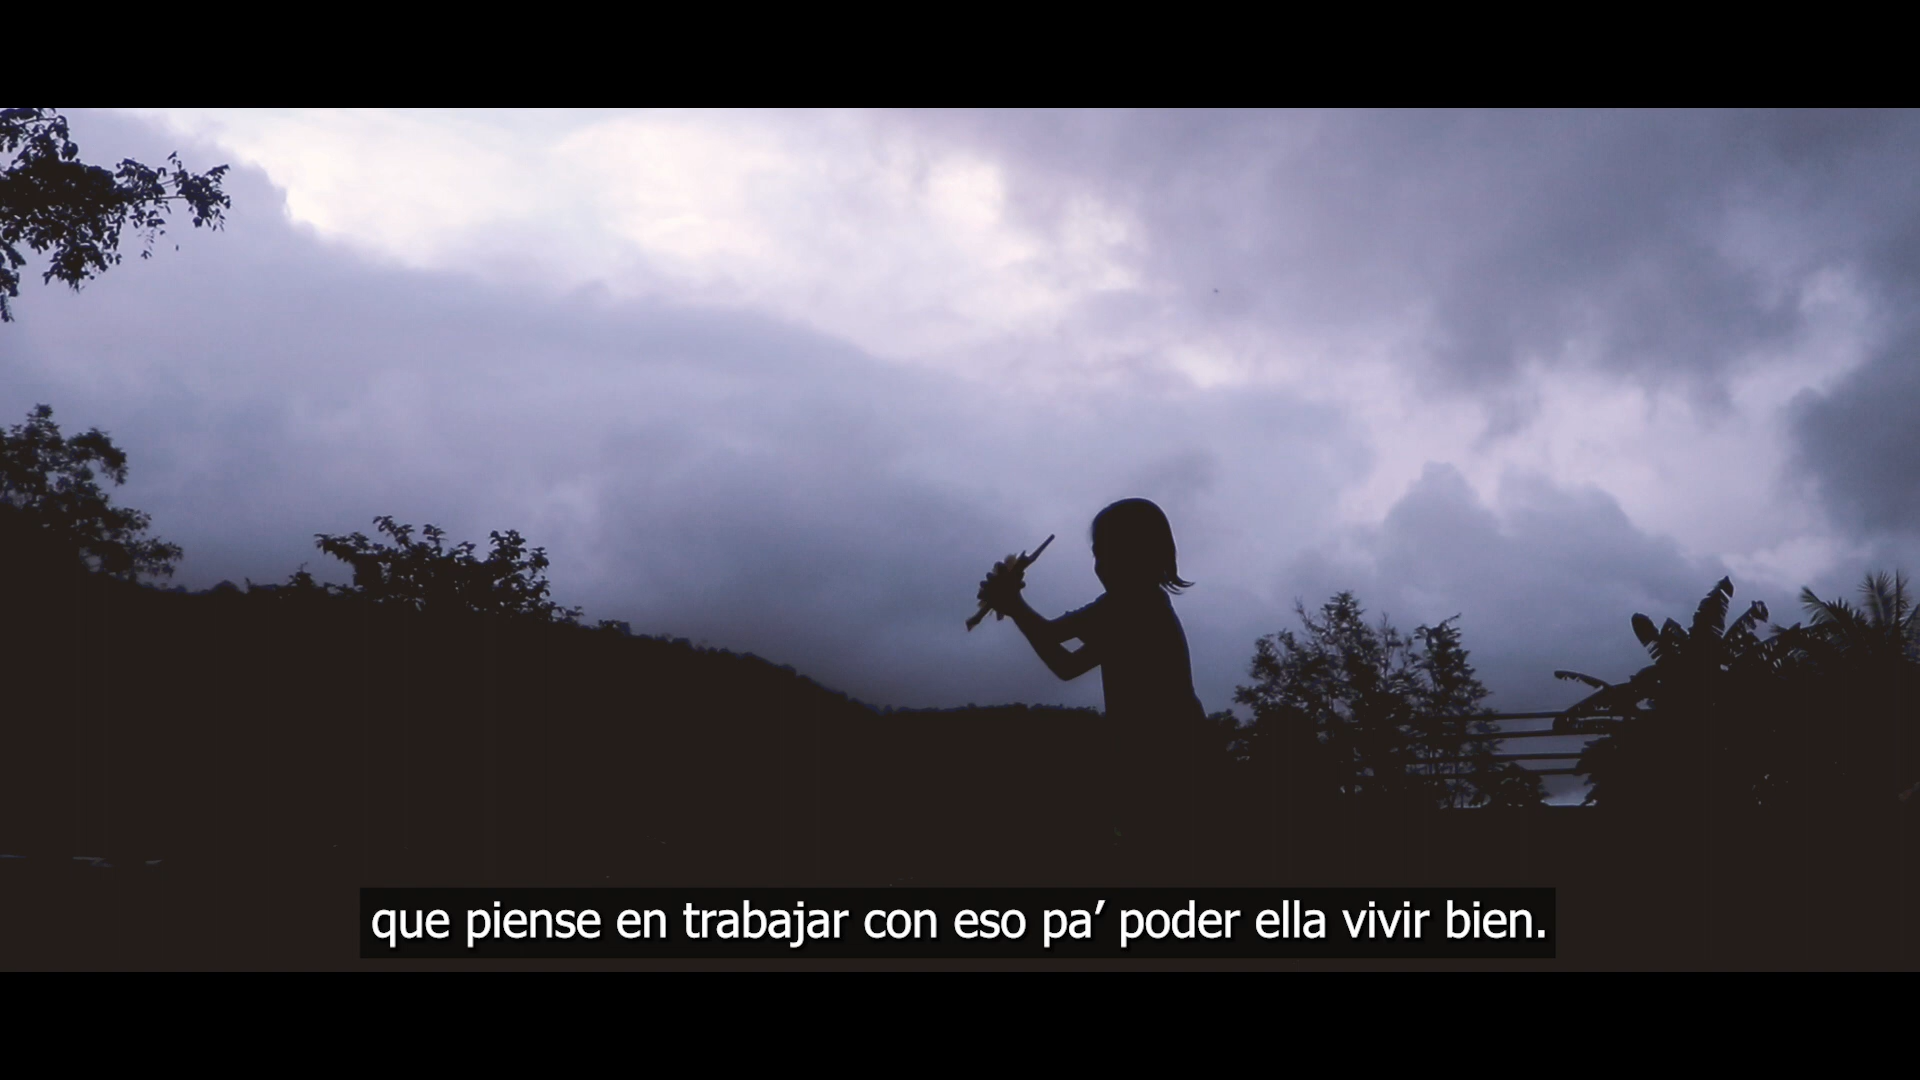 que piense en trabajar con eso pa’ poder ella vivir bien.